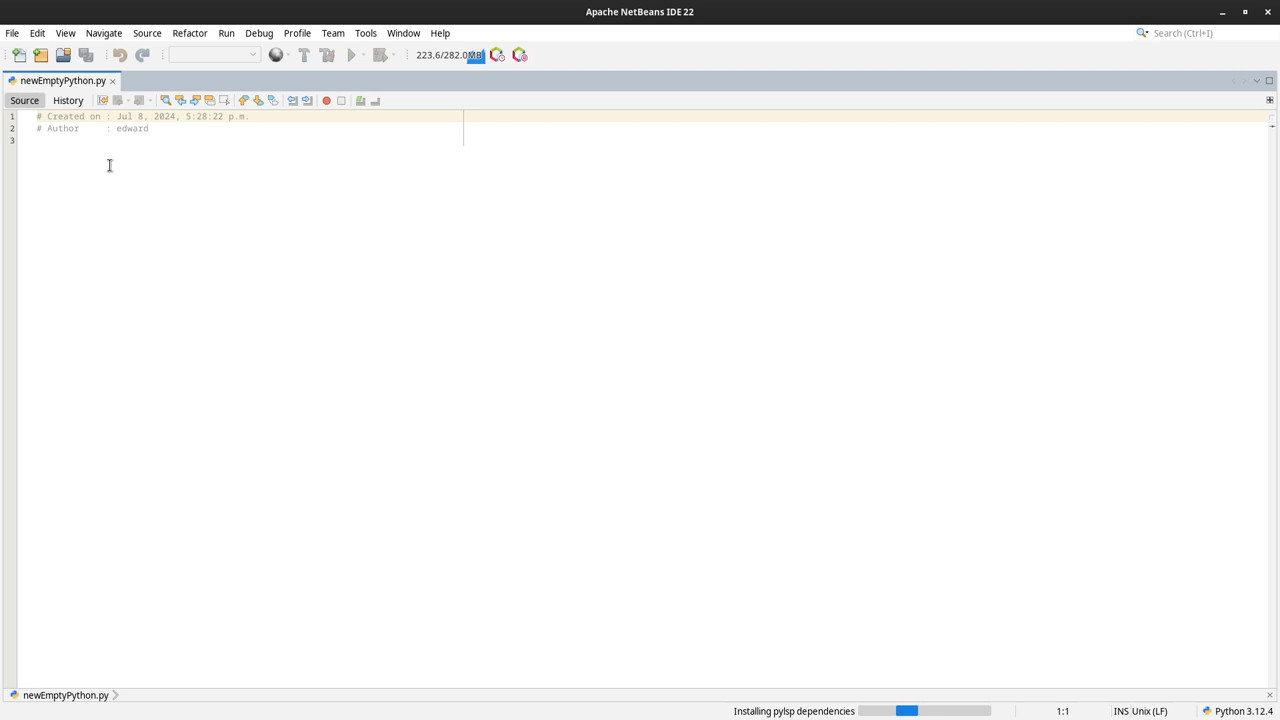 Apache NetBeans IDE 22
File Edit View Navigate Source Refactor Run Debug Profile Team Tools Window Help
Search (Ctrl+I)
223.6/282.0MB
newEmptyPython.py
Source History
1 # Created on : Jul 8, 2024, 5:28:22 p.m.
2 # Author : edward
3
newEmptyPython.py
Installing pylsp dependencies 1:1 INS Unix (LF) Python 3.12.4